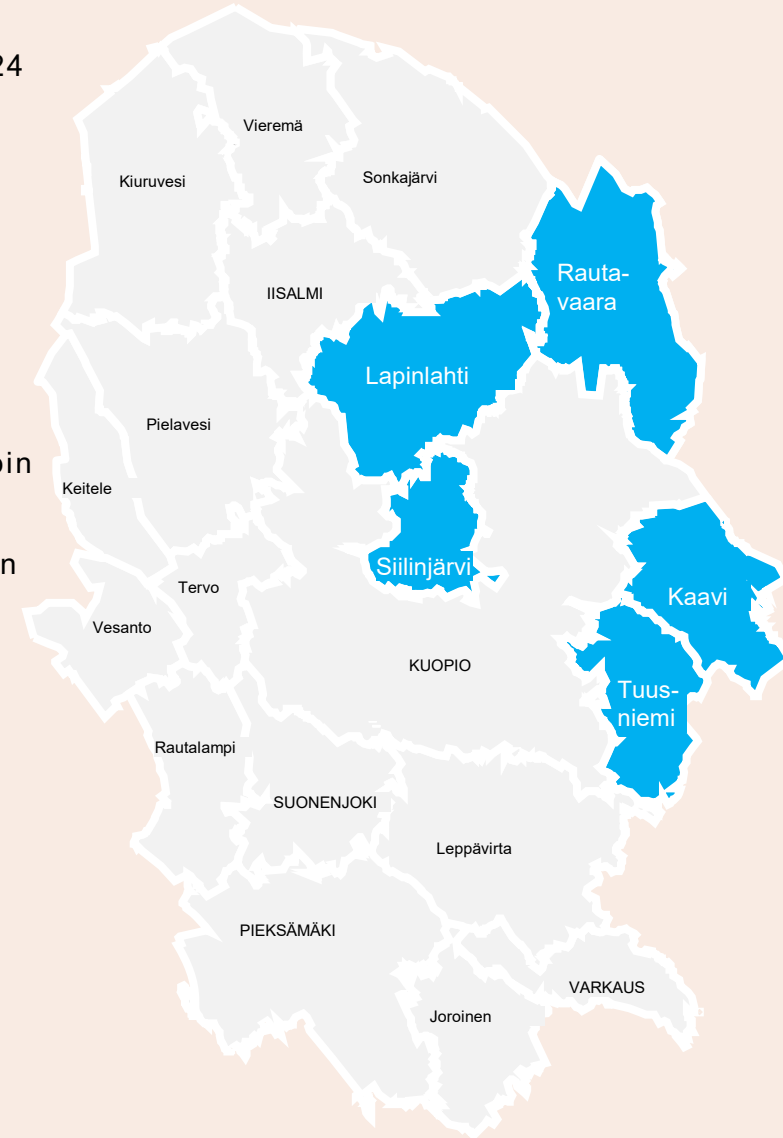 24
Vieremä
Kiuruvesi
Sonkajärvi
Rauta-
vaara
IISALMI
Lapinlahti
Pielavesi
Keitele
Siilinjärvi
Tervo
Kaavi
Vesanto
KUOPIO
Tuus-
niemi
Rautalampi
SUONENJOKI
Leppävirta
PIEKSÄMÄKI
VARKAUS
Joroinen